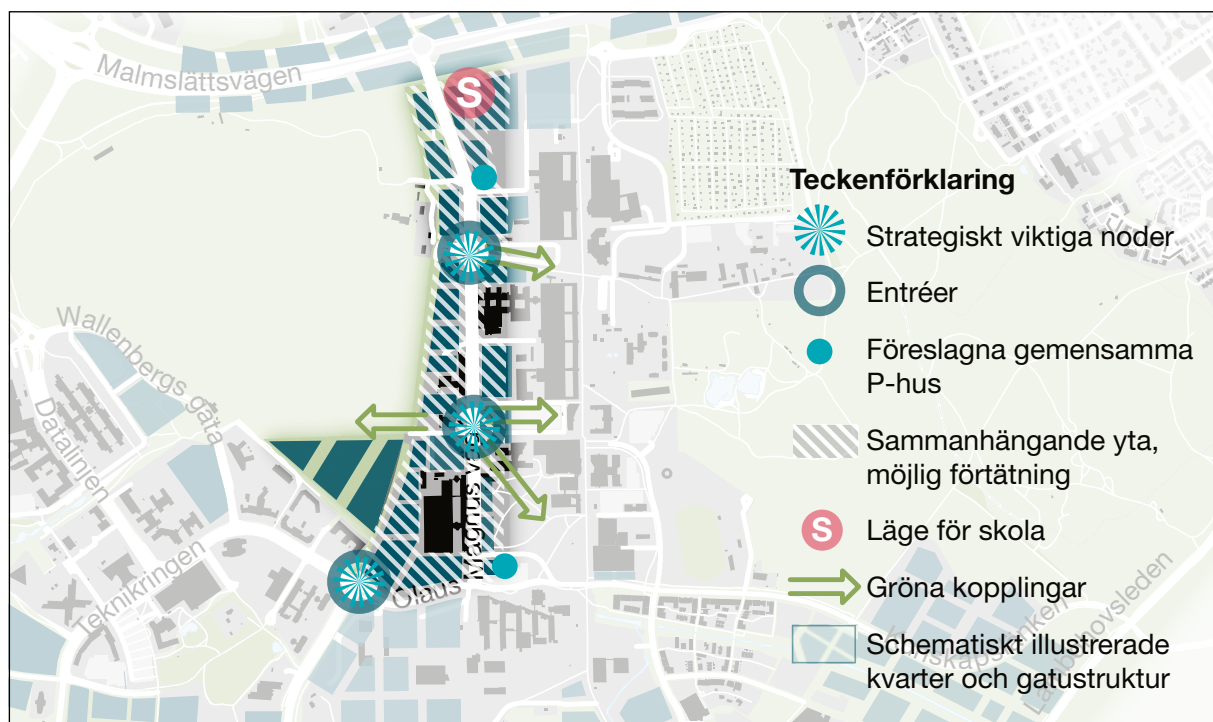 Malmslättsvägen
S
Teckenförklaring
Strategiskt viktiga noder
Entréer
Föreslagna gemensamma
P-hus
Sammanhängande yta,
möjlig förtätning
S
Läge för skola
Gröna kopplingar
Schematiskt illustrerade
kvarter och gatustruktur
Wallenbergs gata
Datalinjen
Teknikringen
Olaus
Magnus